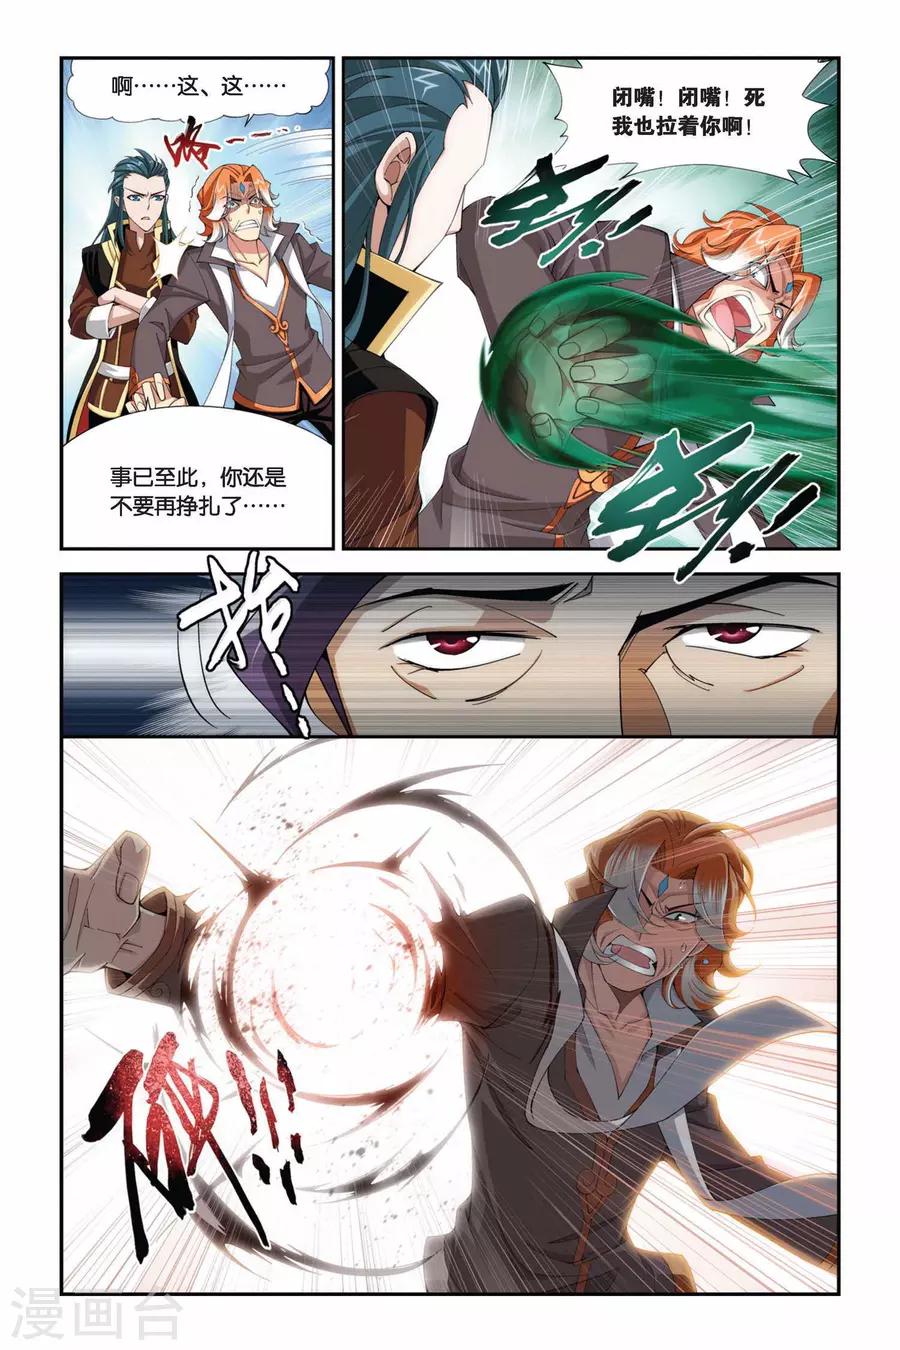 啊……这、这……
咯
闭嘴！闭嘴！死
我也拉着你啊！
事已至此，你还是
不要再挣扎了……
抬
漫画台